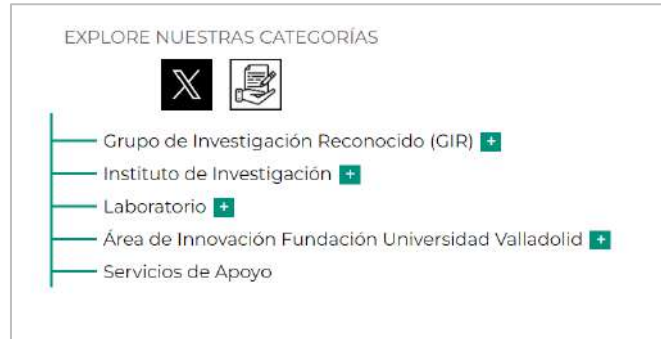 EXPLORE NUESTRAS CATEGORÍAS
Grupo de Investigación Reconocido (GIR) +
Instituto de Investigación +
Laboratorio +
Área de Innovación Fundación Universidad Valladolid +
Servicios de Apoyo